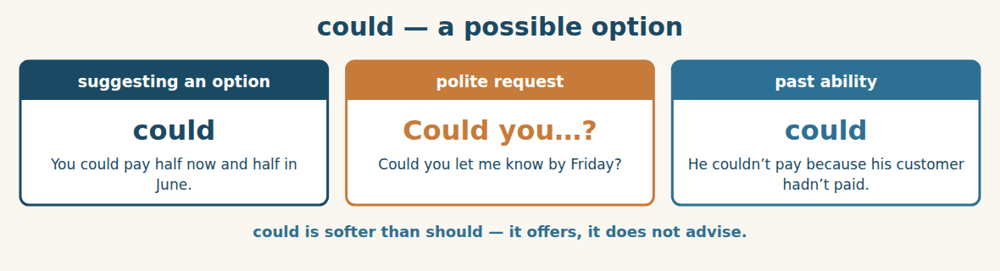 could — a possible option
suggesting an option
could
You could pay half now and half in
June.
polite request
Could you…?
Could you let me know by Friday?
past ability
could
He couldn’t pay because his customer
hadn’t paid.
could is softer than should — it offers, it does not advise.